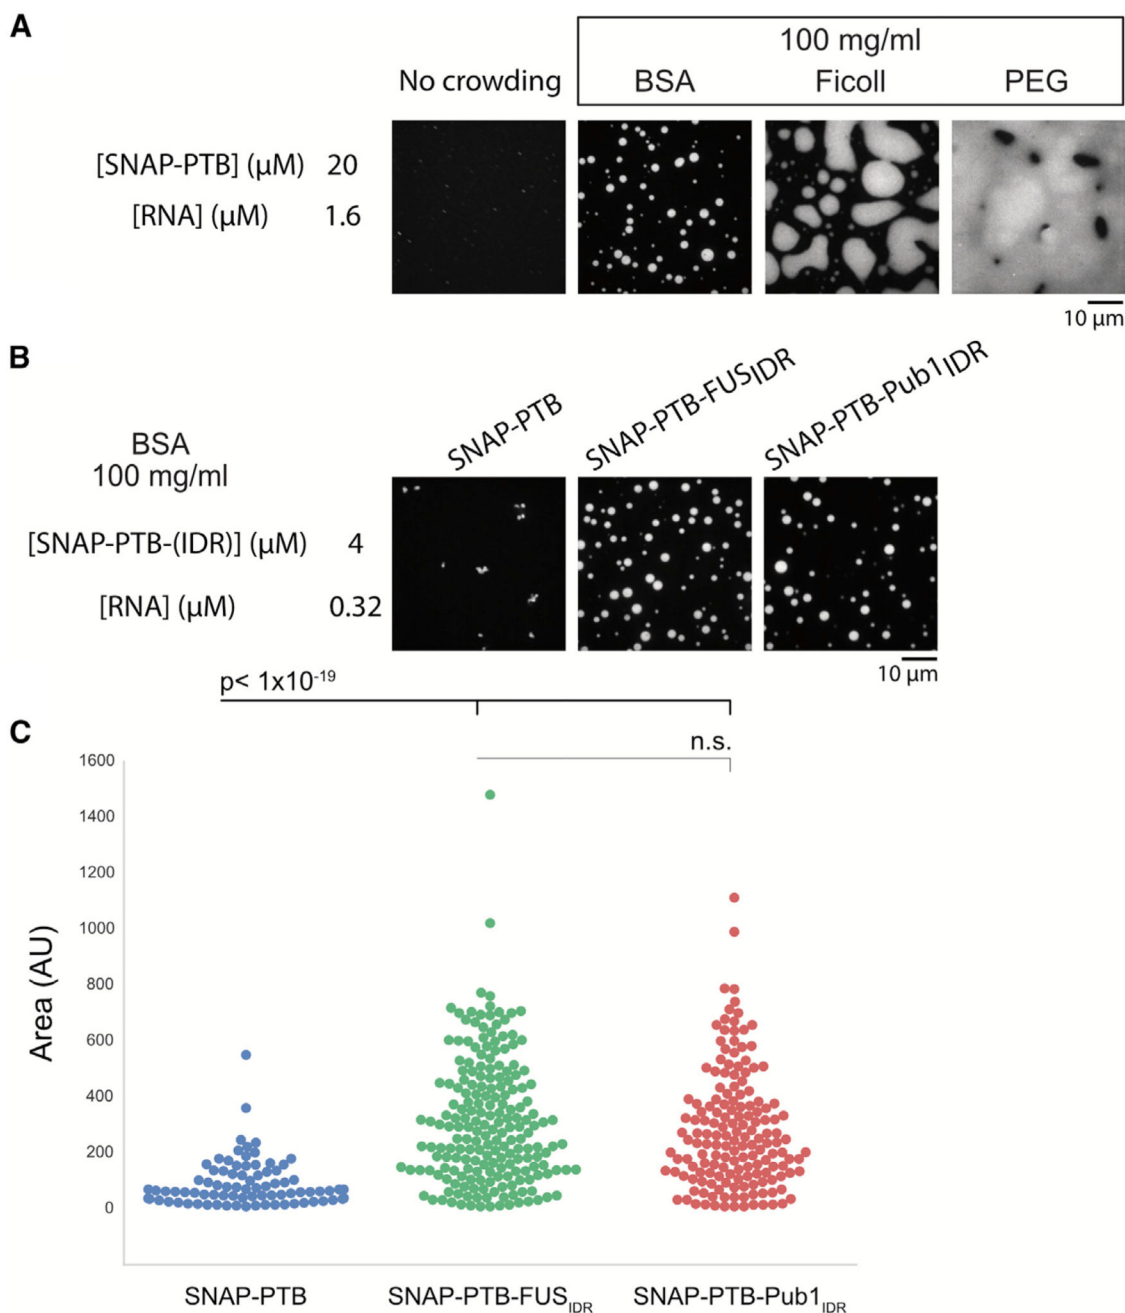 A
100 mg/ml
No crowding BSA Ficoll PEG
[SNAP-PTB] (µM) 20
[RNA] (µM) 1.6
10 µm
B
SNAP-PTB SNAP-PTB-FUSIDR SNAP-PTB-Pub1IDR
BSA
100 mg/ml
[SNAP-PTB-(IDR)] (µM) 4
[RNA] (µM) 0.32
10 µm
p< 1x10-19
C
n.s.
1600
1400
1200
1000
800
600
400
200
0
Area (AU)
SNAP-PTB SNAP-PTB-FUSIDR SNAP-PTB-Pub1IDR